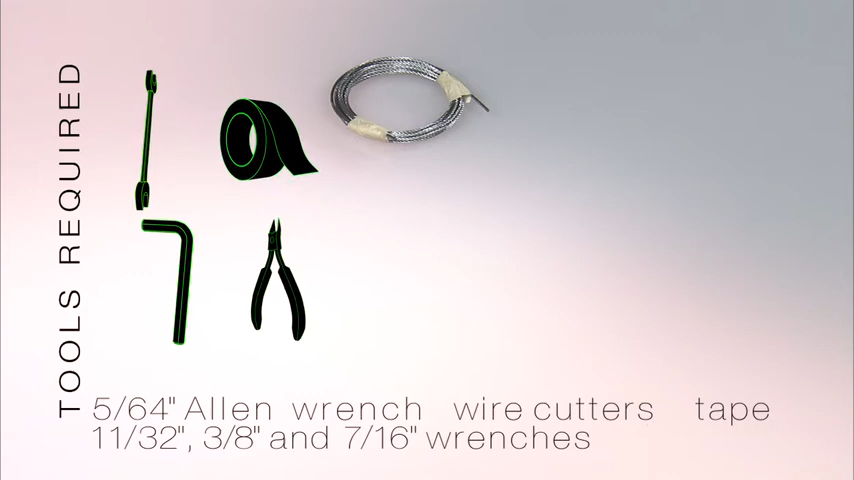 TOOLS REQUIRED
5/64" Allen wrench wire cutters tape
11/32", 3/8" and 7/16" wrenches